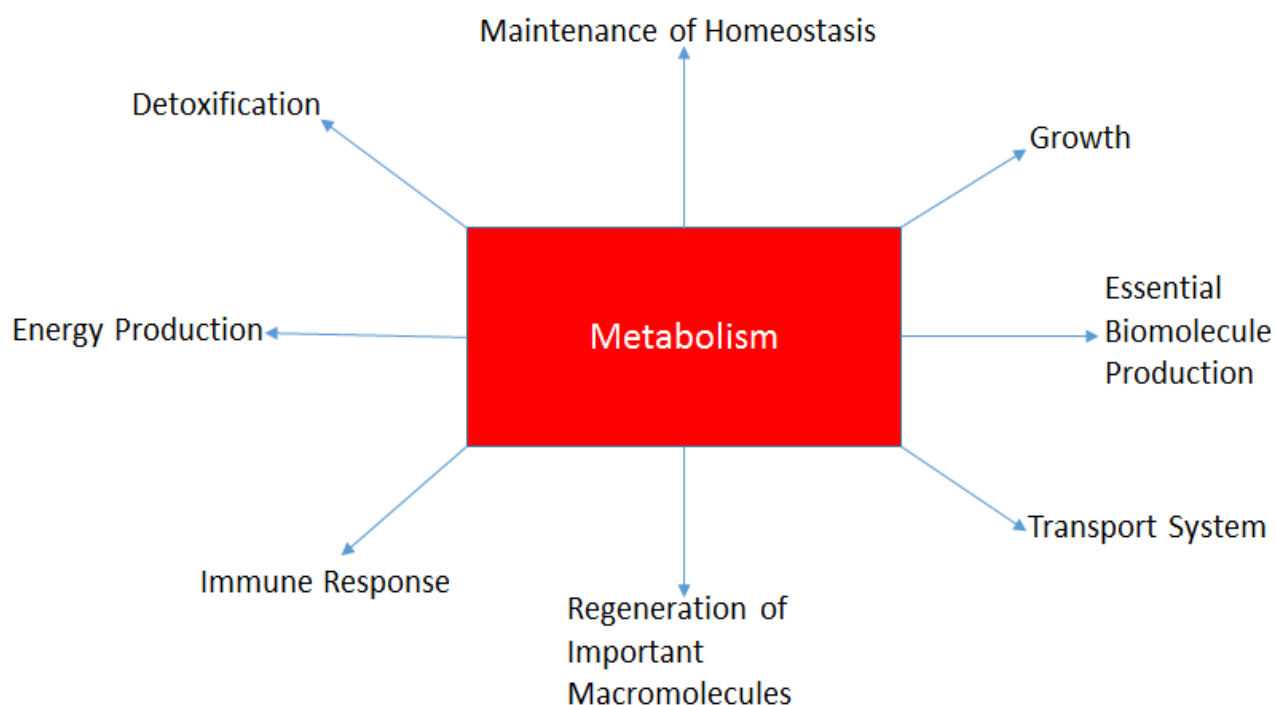 Maintenance of Homeostasis
Detoxification
Growth
Essential
Biomolecule
Production
Energy Production
Metabolism
Transport System
Immune Response
Regeneration of
Important
Macromolecules